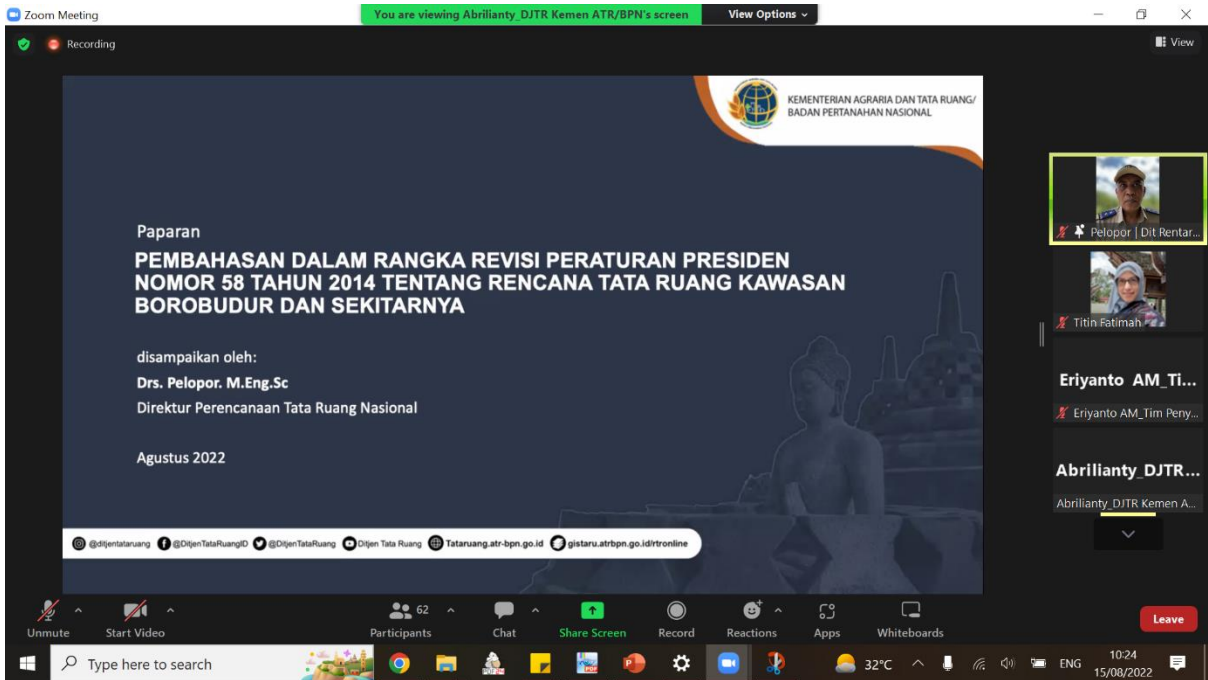 Zoom Meeting
You are viewing Abrilianty_DJTR Kemen ATR/BPN's screen
View Options
Recording
View
KEMENTERIAN AGRARIA DAN TATA RUANG/
BADAN PERTANAHAN NASIONAL
Paparan
PEMBAHASAN DALAM RANGKA REVISI PERATURAN PRESIDEN
NOMOR 58 TAHUN 2014 TENTANG RENCANA TATA RUANG KAWASAN
BOROBUDUR DAN SEKITARNYA
disampaikan oleh:
Drs. Pelopor. M.Eng.Sc
Direktur Perencanaan Tata Ruang Nasional
Agustus 2022
@ditjentataruang @DitjenTataRuangID @DitjenTataRuang Ditjen Tata Ruang Tataruang.atr-bpn.go.id gistaru.atrbpn.go.id/rtronline
Pelopor | Dit Rentar...
Titin Fatimah
Eriyanto AM_Ti...
Eriyanto AM_Tim Peny...
Abrilianty_DJTR...
Abrilianty_DJTR Kemen A...
Unmute
Start Video
62
Participants
Chat
Share Screen
Record
Reactions
Apps
Whiteboards
Leave
Type here to search
32°C
ENG
10:24
15/08/2022